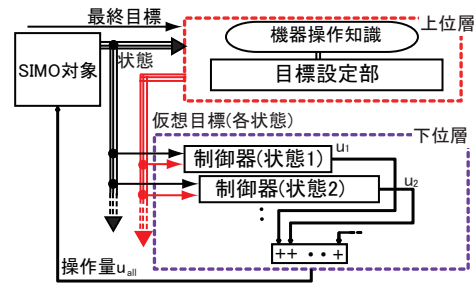 最終目標
上位層
機器操作知識
SIMO対象
状態
目標設定部
仮想目標(各状態)
下位層
u1
制御器(状態1)
u2
制御器(状態2)
:
++ ・・ +
操作量uall